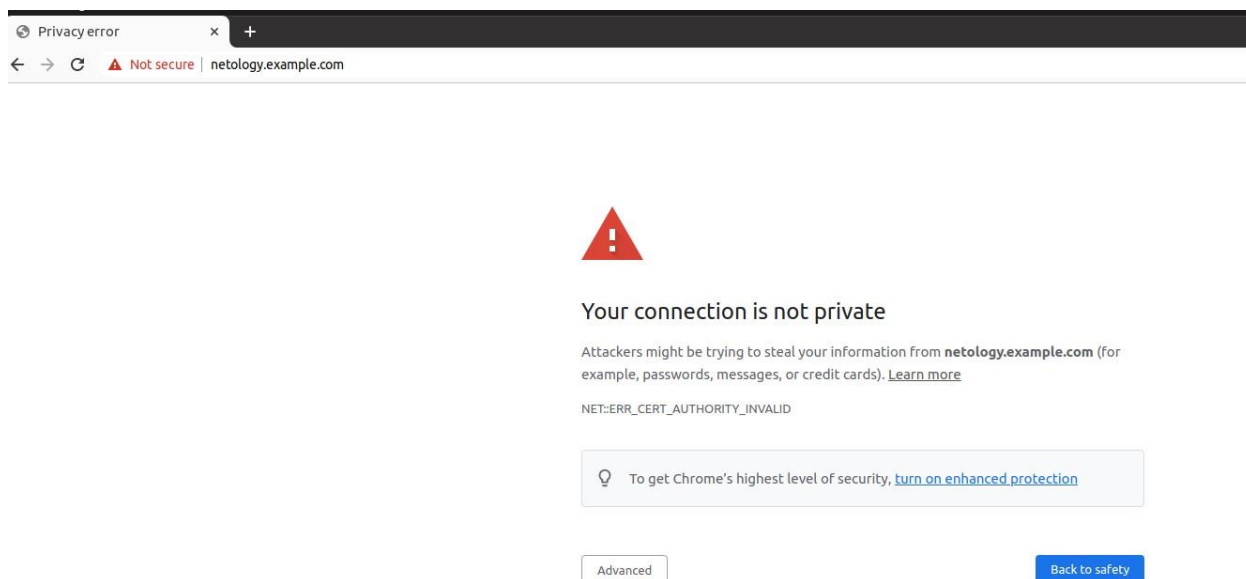 Privacy error
Not secure netology.example.com
Your connection is not private
Attackers might be trying to steal your information from netology.example.com (for
example, passwords, messages, or credit cards). Learn more
NET::ERR_CERT_AUTHORITY_INVALID
To get Chrome's highest level of security, turn on enhanced protection
Advanced
Back to safety